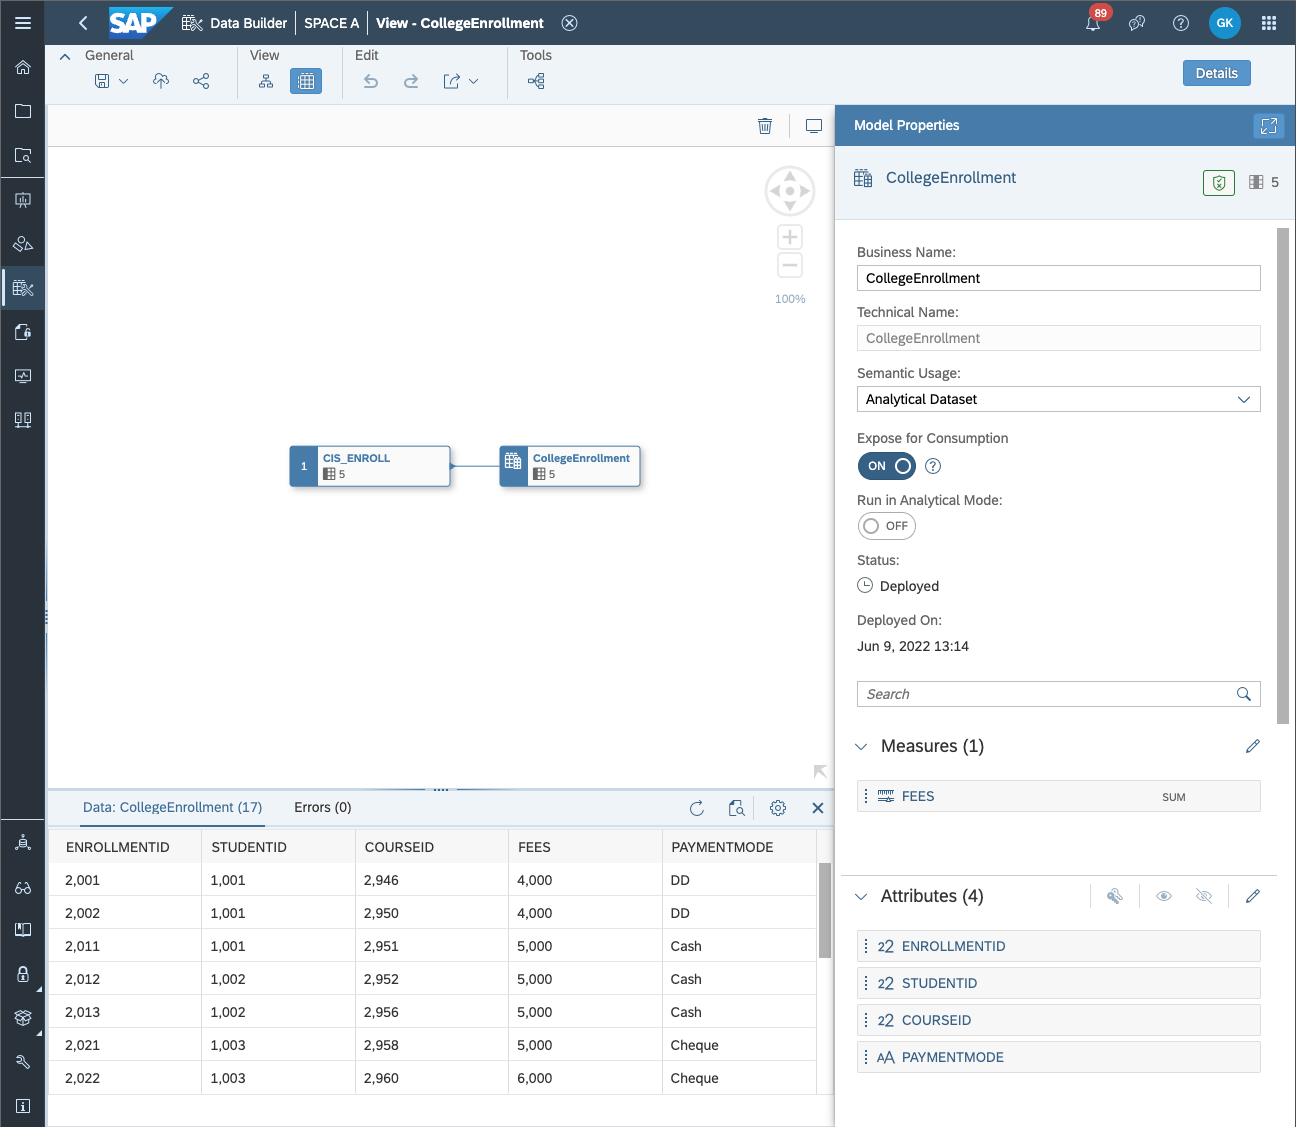 SAP Data Builder SPACE A View - CollegeEnrollment 89 GK
General View Edit Tools
Details
Model Properties
CollegeEnrollment
5
100%
1 CIS_ENROLL
5
CollegeEnrollment
5
Business Name:
CollegeEnrollment
Technical Name:
CollegeEnrollment
Semantic Usage:
Analytical Dataset
Expose for Consumption
ON
Run in Analytical Mode:
OFF
Status:
Deployed
Deployed On:
Jun 9, 2022 13:14
Search
Measures (1)
FEES SUM
Attributes (4)
22 ENROLLMENTID
22 STUDENTID
22 COURSEID
AA PAYMENTMODE
Data: CollegeEnrollment (17) Errors (0)
ENROLLMENTID STUDENTID COURSEID FEES PAYMENTMODE
2,001 1,001 2,946 4,000 DD
2,002 1,001 2,950 4,000 DD
2,011 1,001 2,951 5,000 Cash
2,012 1,002 2,952 5,000 Cash
2,013 1,002 2,956 5,000 Cash
2,021 1,003 2,958 5,000 Cheque
2,022 1,003 2,960 6,000 Cheque